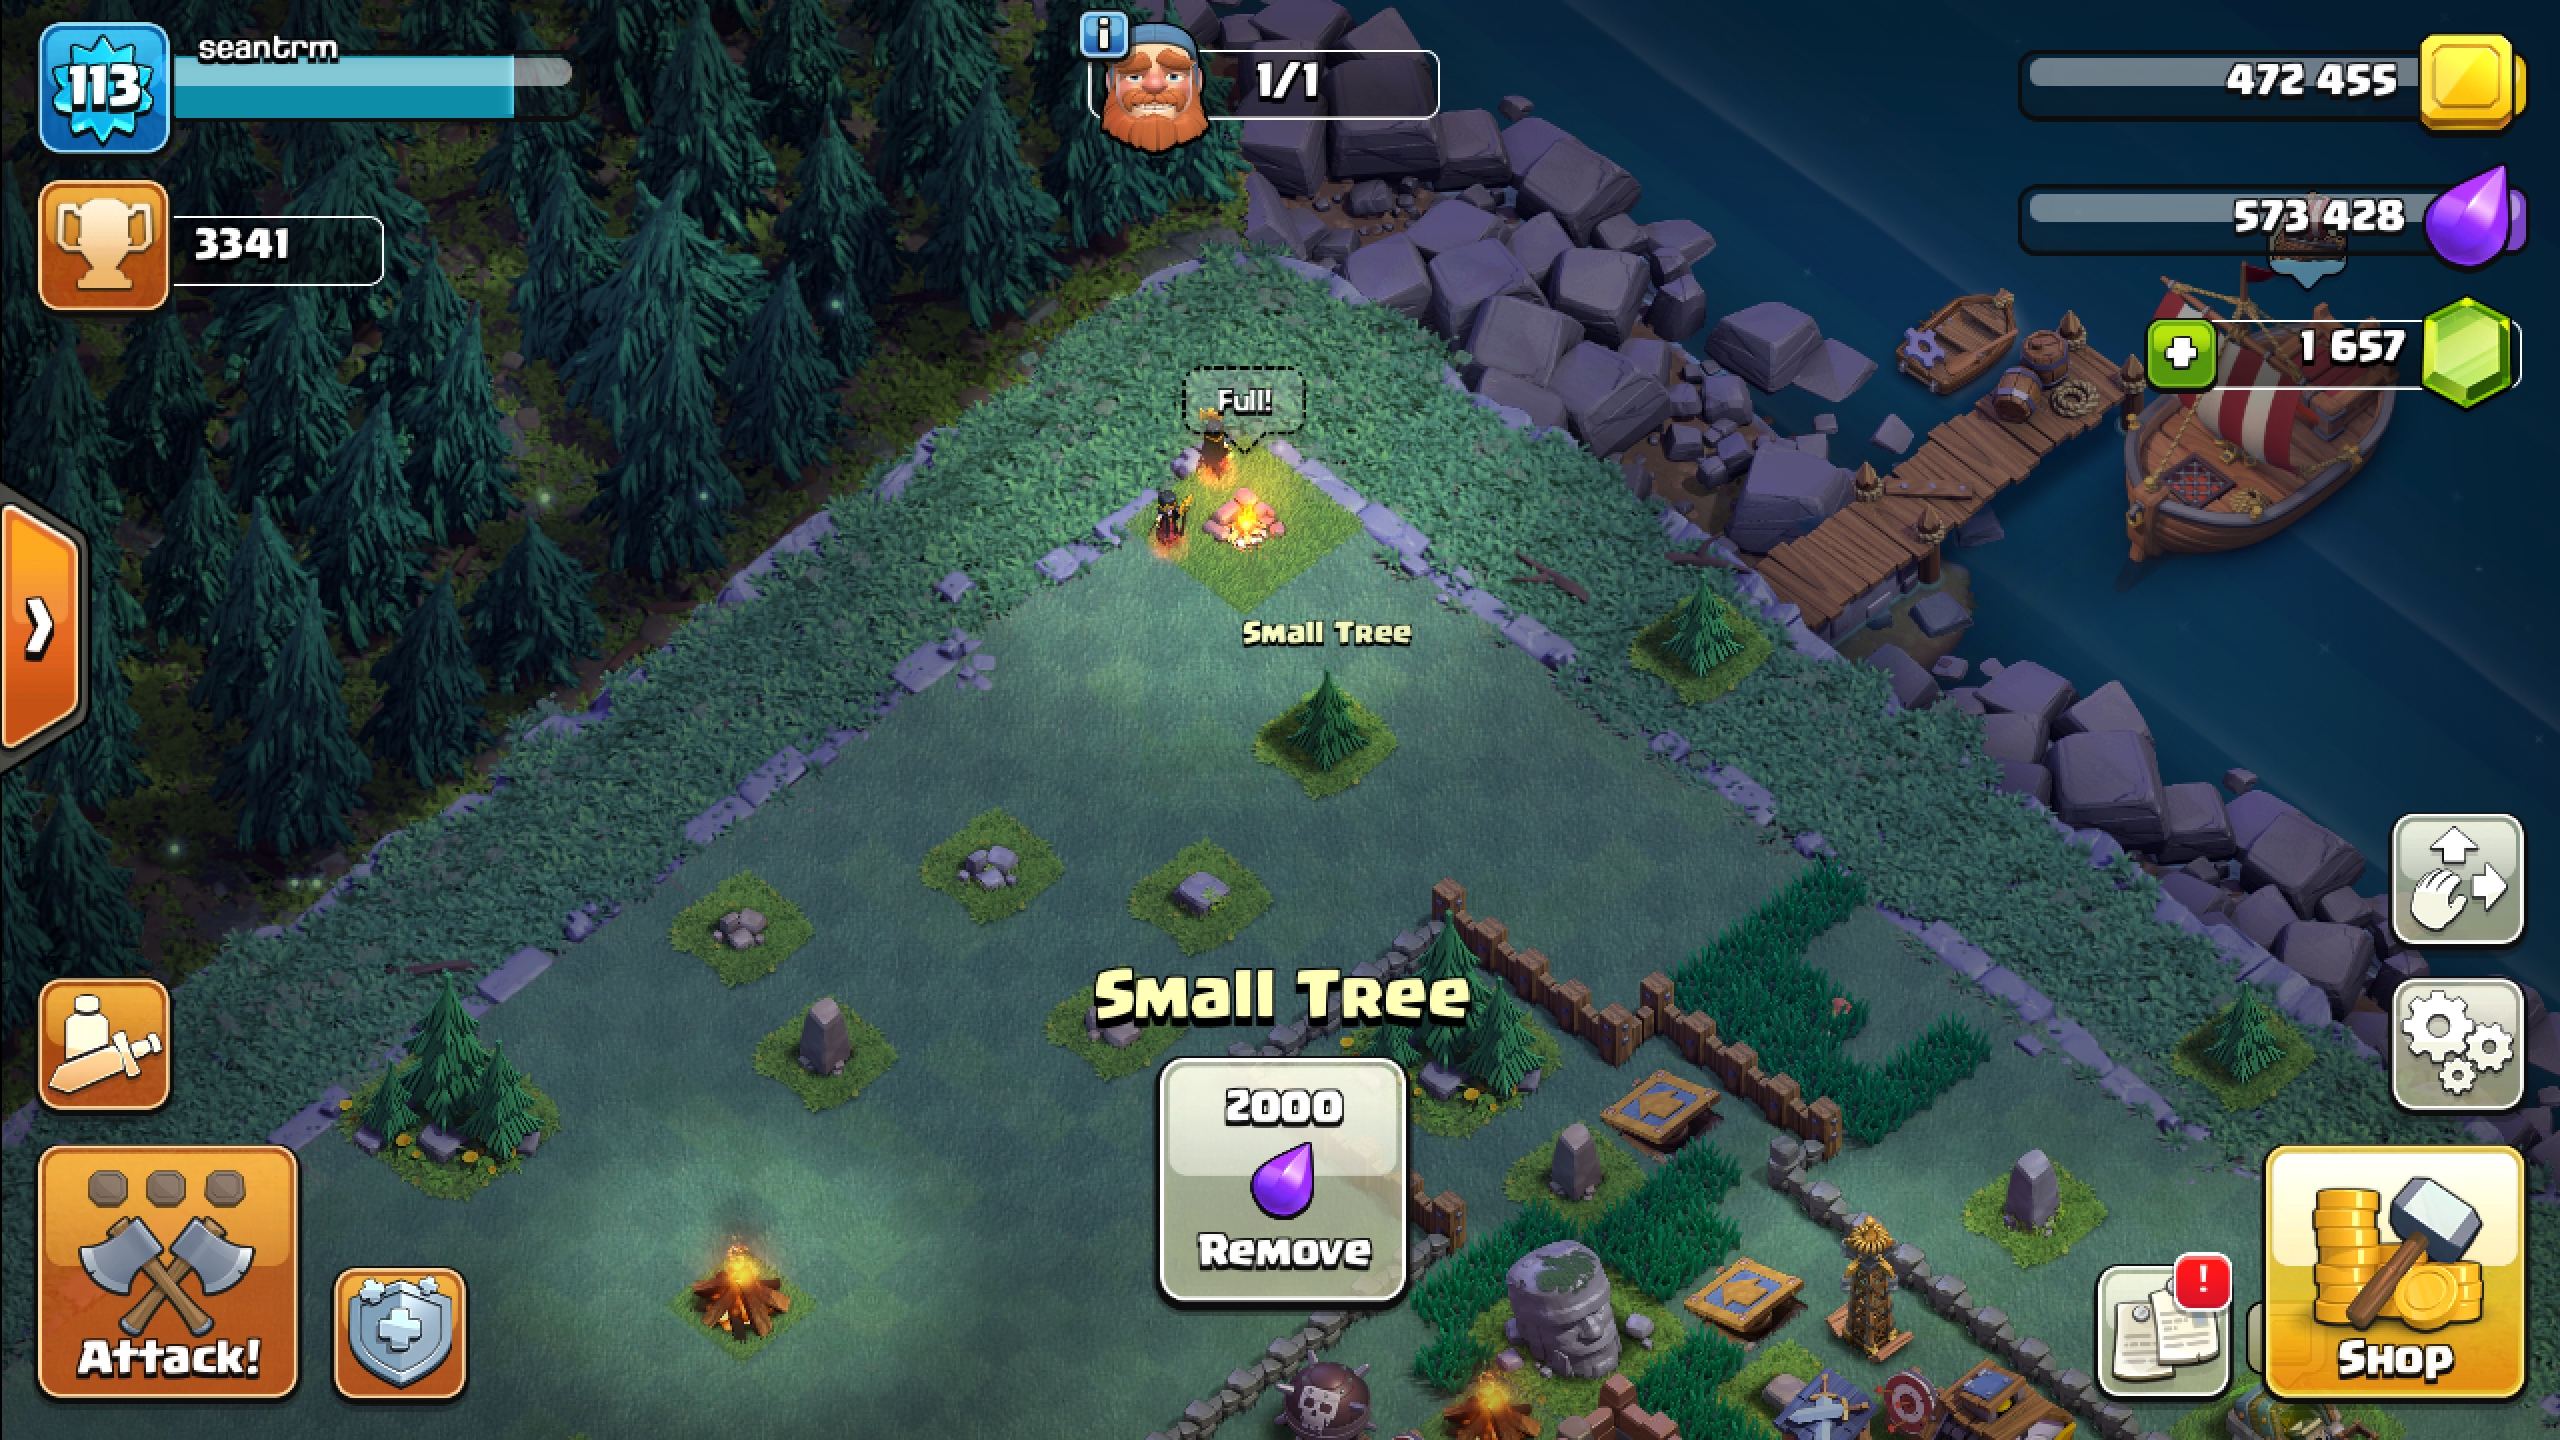 113
seantrm
i
1/1
472 455
3341
573 428
1 657
Full!
Small Tree
Small Tree
2000
Remove
Attack!
!
Shop